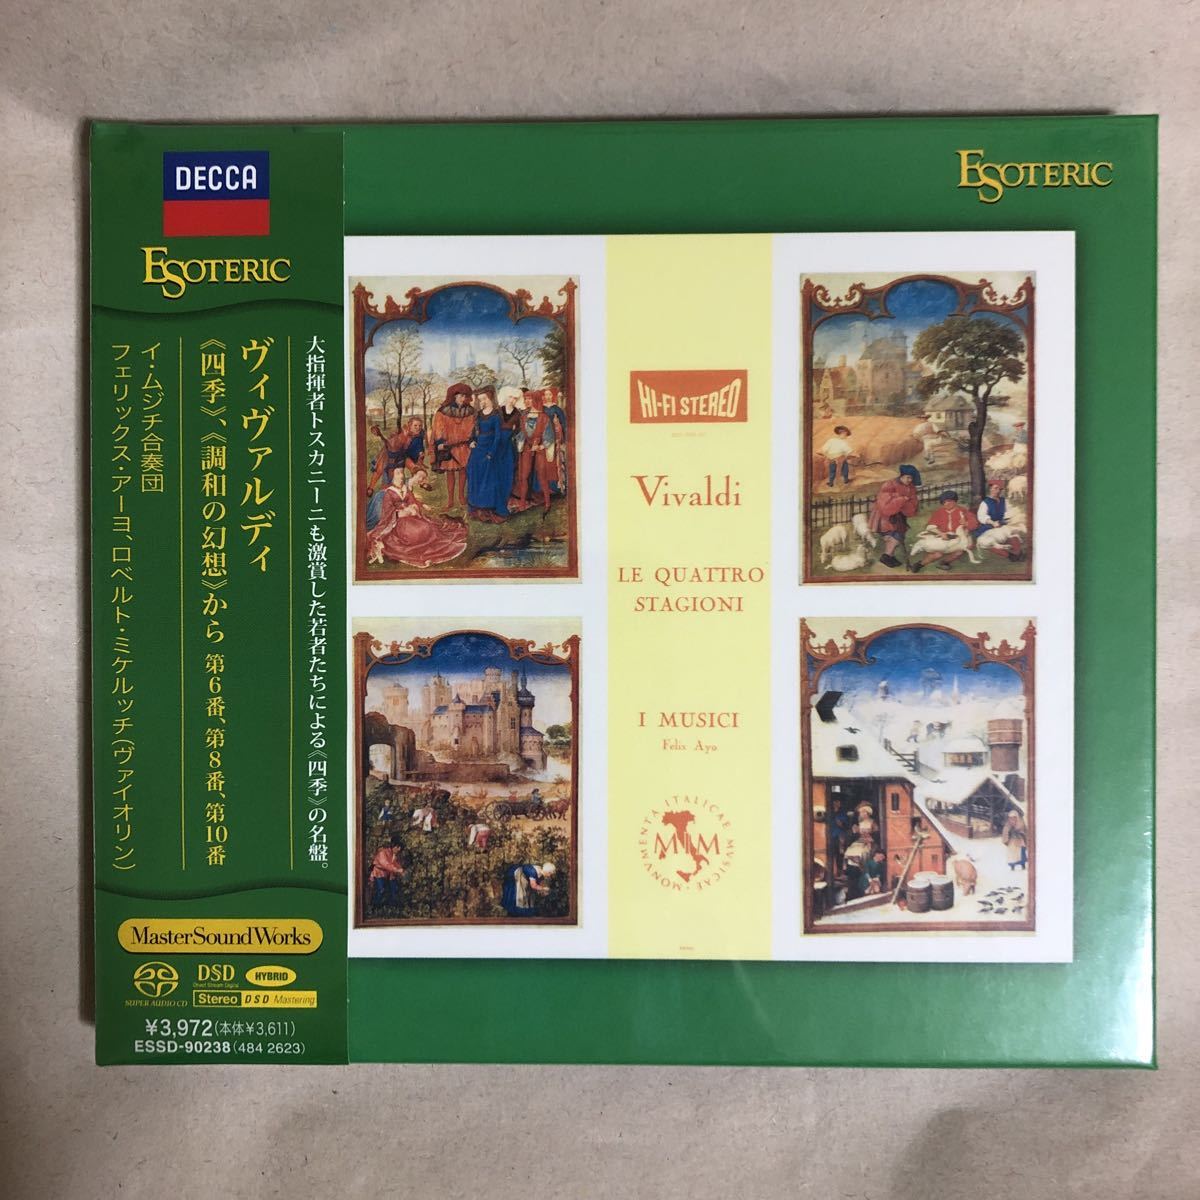 DECCA
ESOTERIC
大指揮者トスカニーニも激賞した若者たちによる《四季》の名盤。
ヴィヴァルディ
《四季》、《調和の幻想》から 第6番、第8番、第10番
イ・ムジチ合奏団
フェリックス・アーヨ、ロベルト・ミケルッチ(ヴァイオリン)
MasterSoundWorks
SUPER AUDIO CD
DSD
Direct Stream Digital
HYBRID
Stereo DSD Mastering
¥3,972(本体¥3,611)
ESSD-90238(484 2623)
ESOTERIC
HI-FI STEREO
Vivaldi
LE QUATTRO
STAGIONI
I MUSICI
Felix Ayo
MONUMENTA ITALICAE MUSICAE
MIM